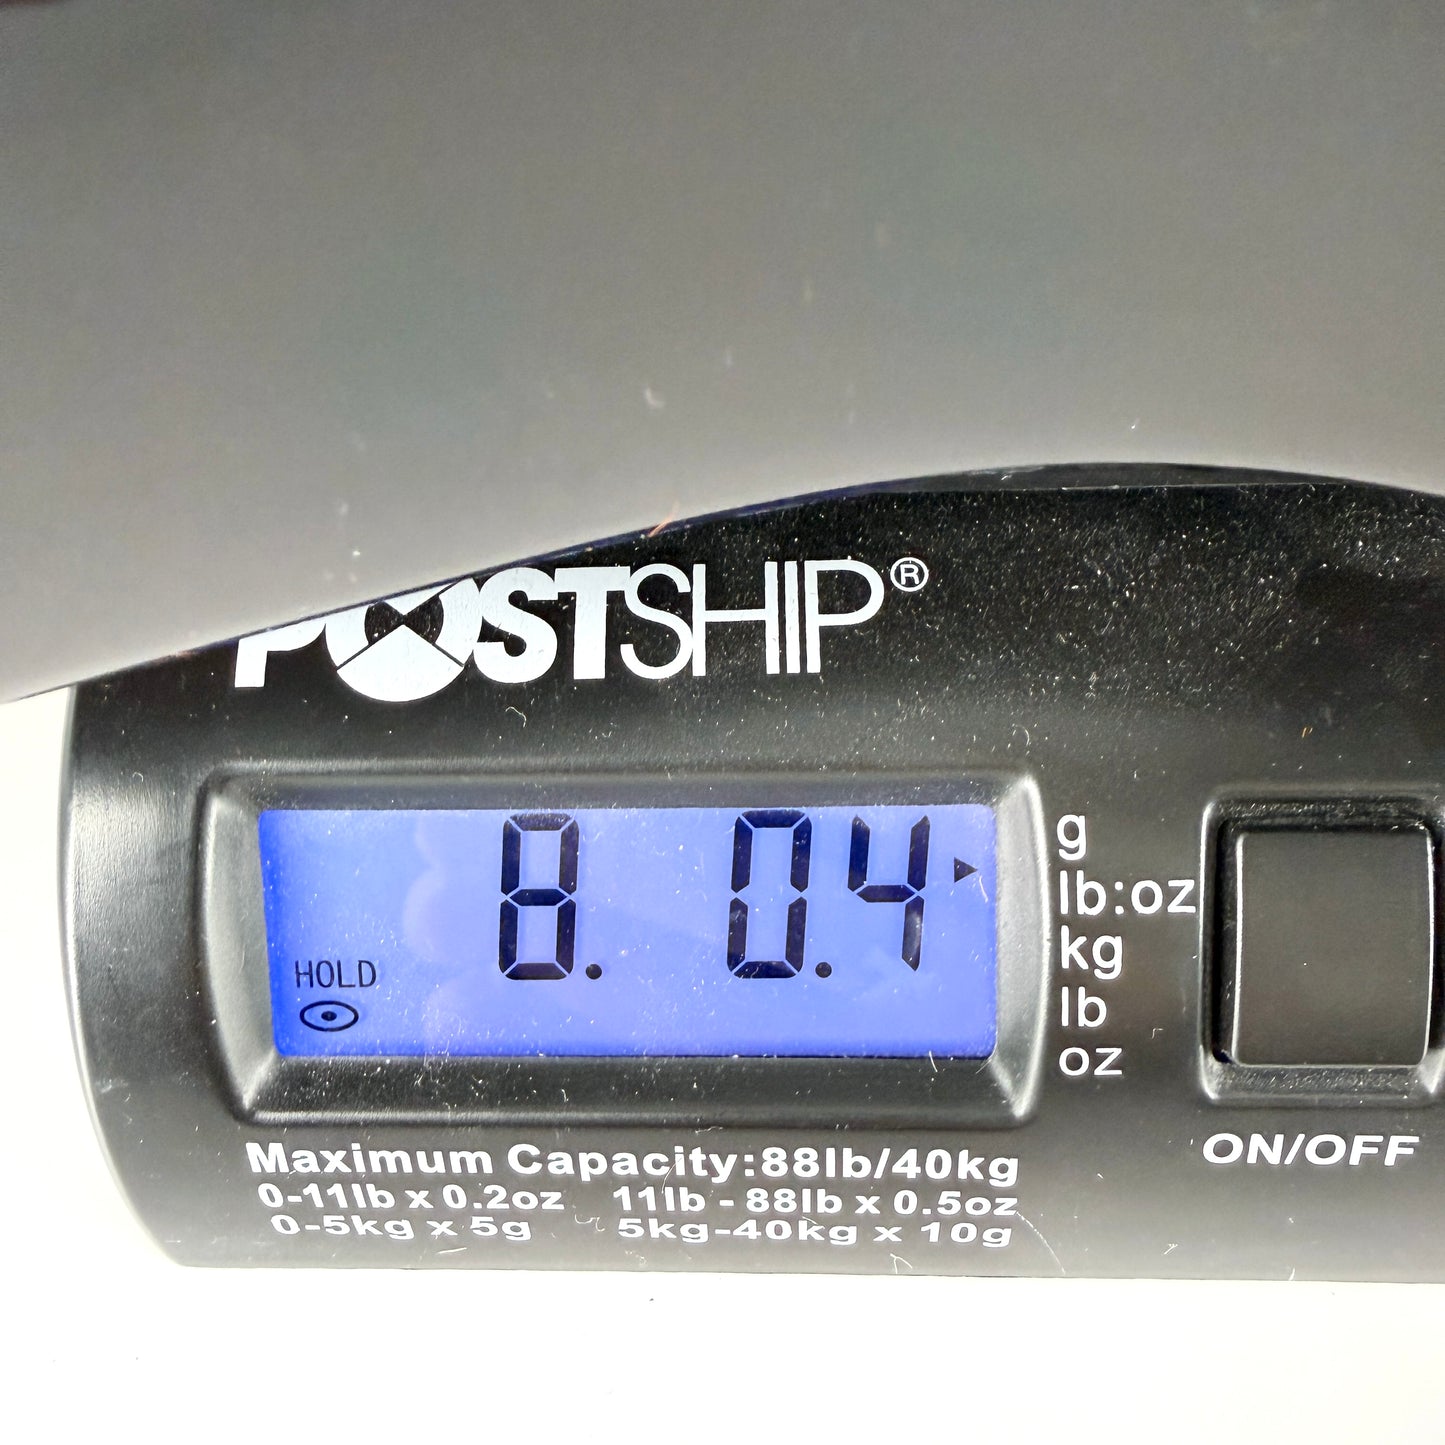 POSTSHIP®
8. 0.4
HOLD
g
lb:oz
kg
lb
oz
ON/OFF
Maximum Capacity:88lb/40kg
0-11lb x 0.2oz 11lb - 88lb x 0.5oz
0-5kg x 5g 5kg-40kg x 10g